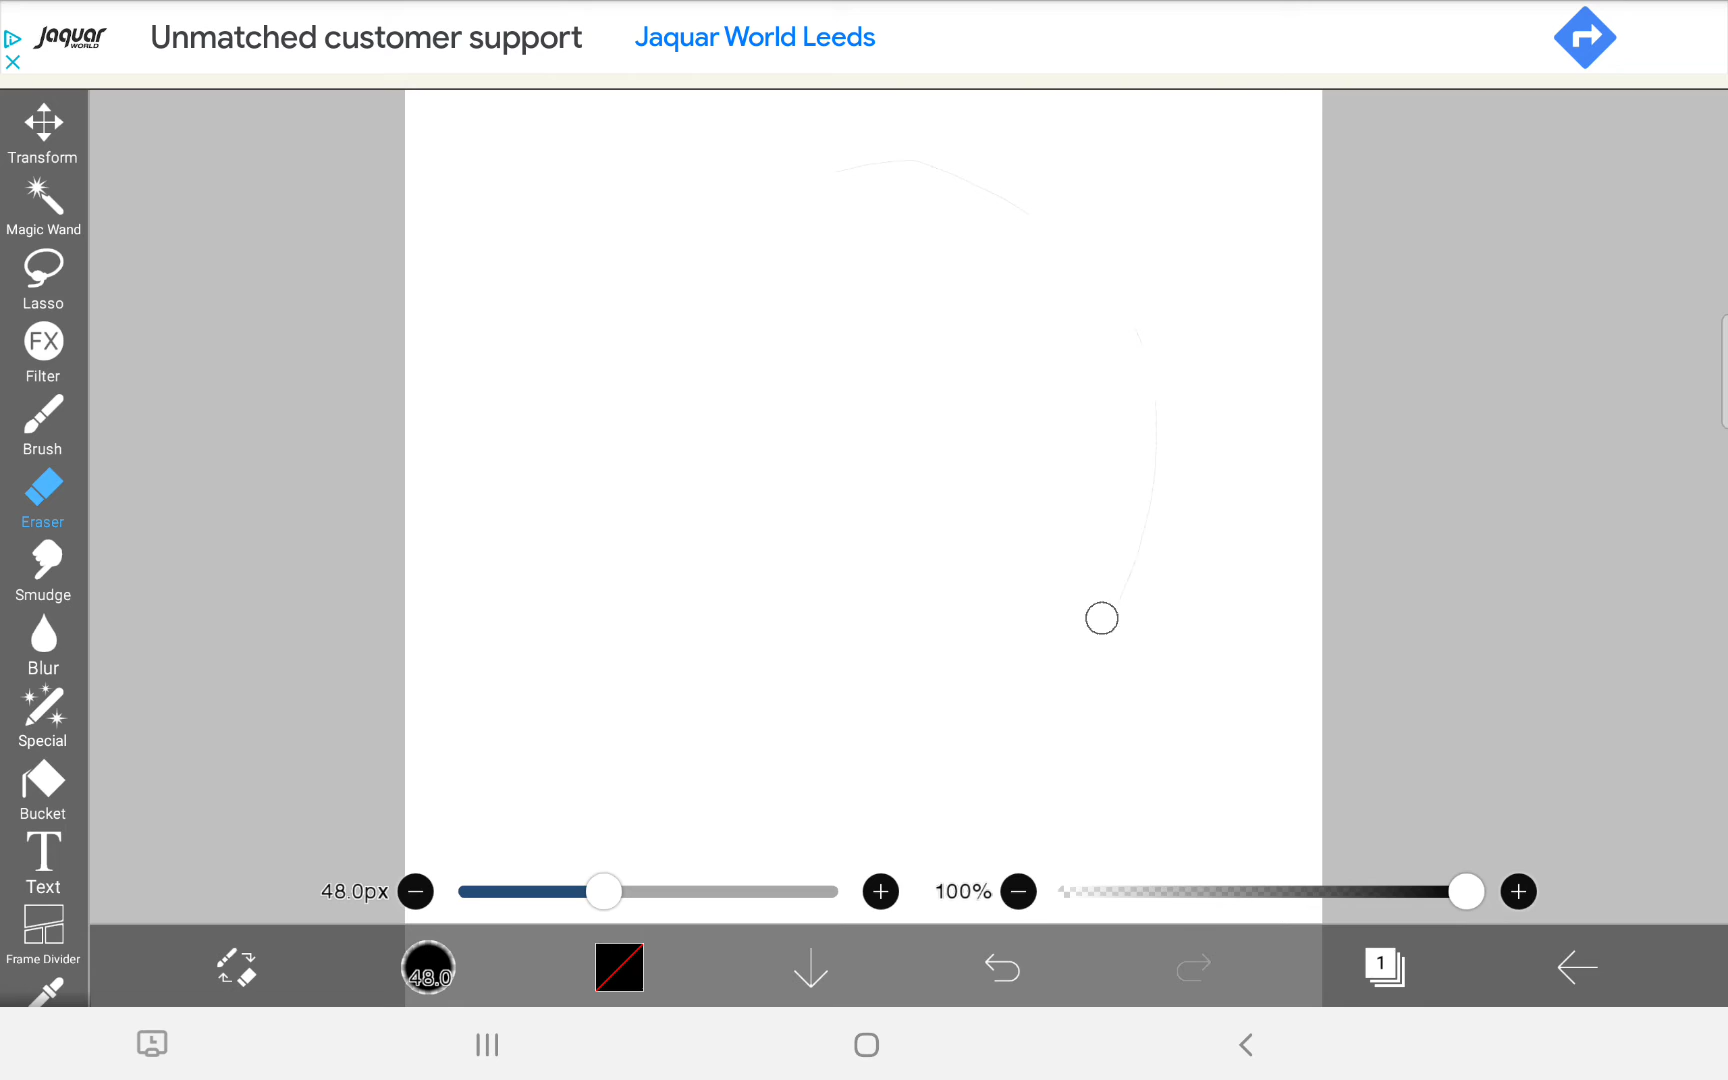 Jaquar
WORLD
Unmatched customer support
Jaquar World Leeds
Transform
Magic Wand
Lasso
FX
Filter
Brush
Eraser
Smudge
Blur
Special
Bucket
T
Text
Frame Divider
48.0px
100%
48.0
1